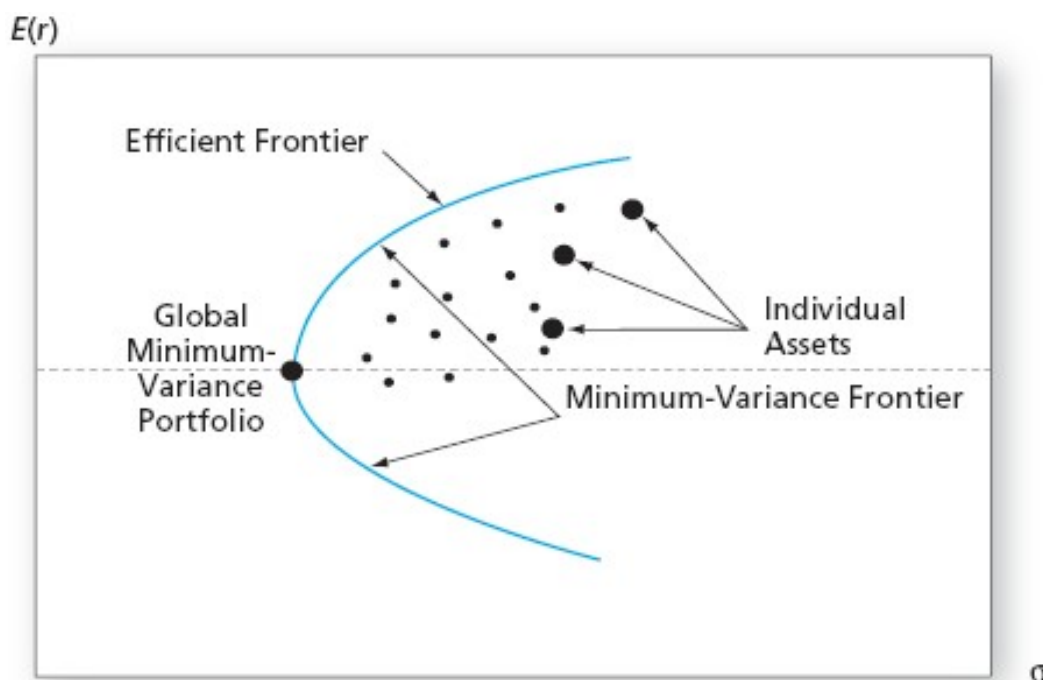 E(r)
Efficient Frontier
Global
Minimum-
Variance
Portfolio
Individual
Assets
Minimum-Variance Frontier
σ